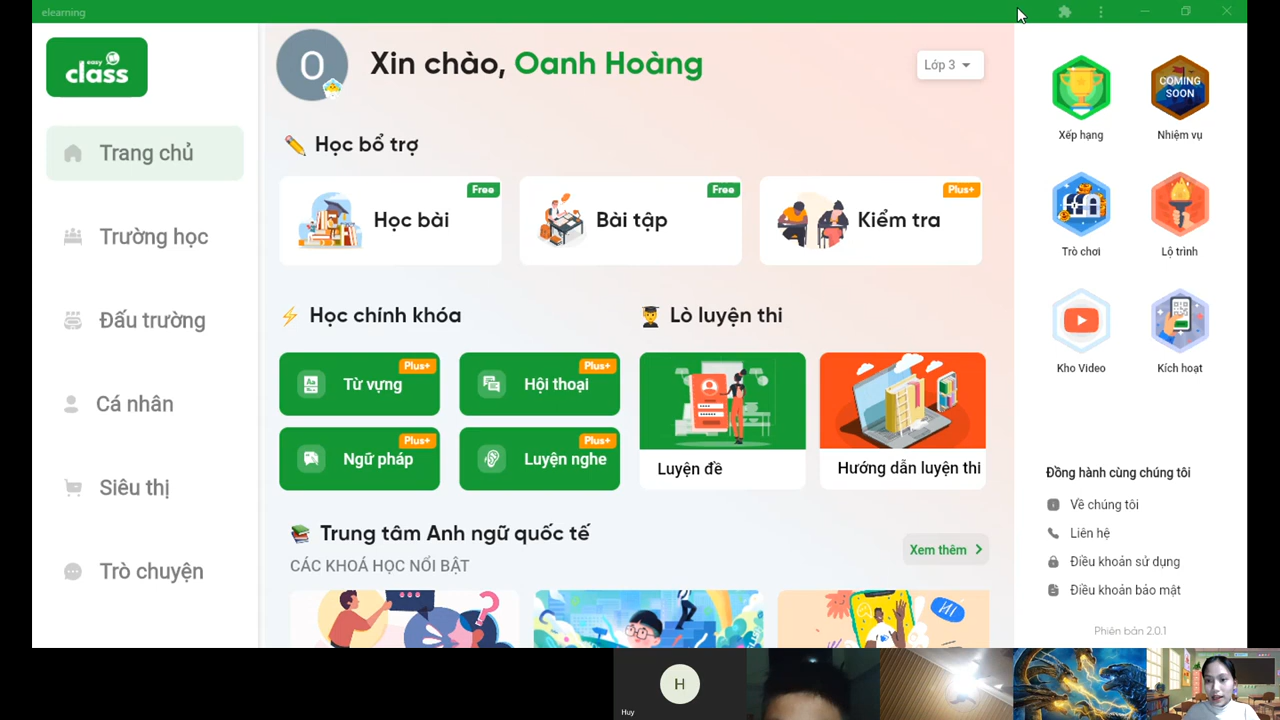 elearning
easy
class
Trang chủ
Trường học
Đấu trường
Cá nhân
Siêu thị
Trò chuyện
O
Xin chào, Oanh Hoàng
Lớp 3
Học bổ trợ
Free
Học bài
Free
Bài tập
Plus+
Kiểm tra
Học chính khóa
Plus+
Từ vựng
Plus+
Hội thoại
Plus+
Ngữ pháp
Plus+
Luyện nghe
Lò luyện thi
Luyện đề
Hướng dẫn luyện thi
Trung tâm Anh ngữ quốc tế
CÁC KHOÁ HỌC NỔI BẬT
Xem thêm
HI
Xếp hạng
COMING
SOON
Nhiệm vụ
Trò chơi
Lộ trình
Kho Video
Kích hoạt
Đồng hành cùng chúng tôi
Về chúng tôi
Liên hệ
Điều khoản sử dụng
Điều khoản bảo mật
Phiên bản 2.0.1
H
Huy